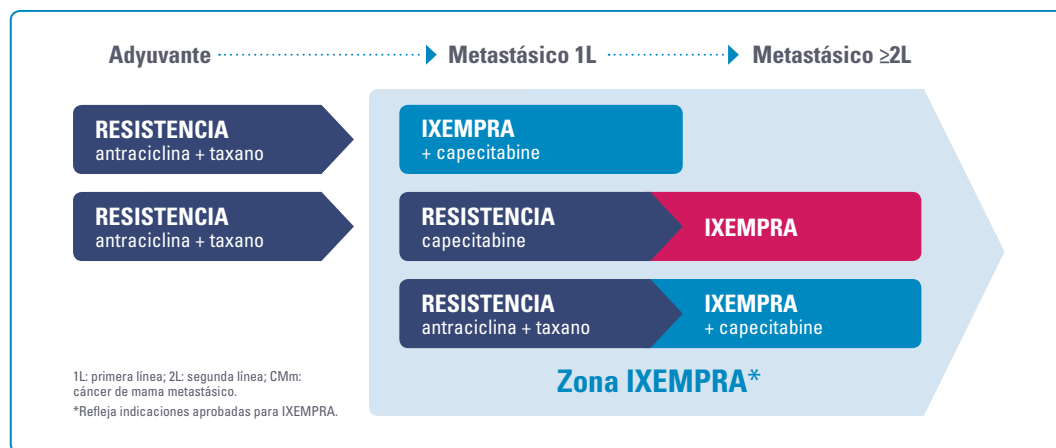 Adyuvante
Metastásico 1L
Metastásico ≥2L
RESISTENCIA
antraciclina + taxano
IXEMPRA
+ capecitabine
RESISTENCIA
antraciclina + taxano
RESISTENCIA
capecitabine
IXEMPRA
RESISTENCIA
antraciclina + taxano
IXEMPRA
+ capecitabine
Zona IXEMPRA*
1L: primera línea; 2L: segunda línea; CMm:
cáncer de mama metastásico.
*Refleja indicaciones aprobadas para IXEMPRA.